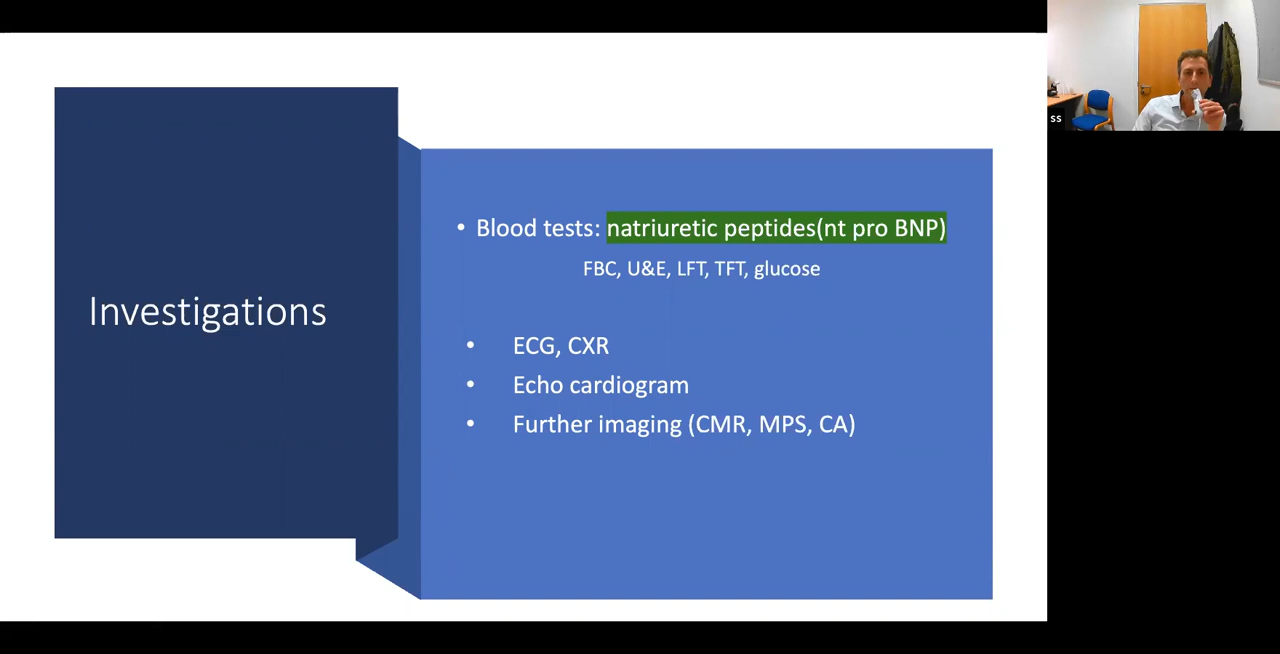 Investigations
• Blood tests: natriuretic peptides(nt pro BNP)
FBC, U&E, LFT, TFT, glucose
• ECG, CXR
• Echo cardiogram
• Further imaging (CMR, MPS, CA)
ss